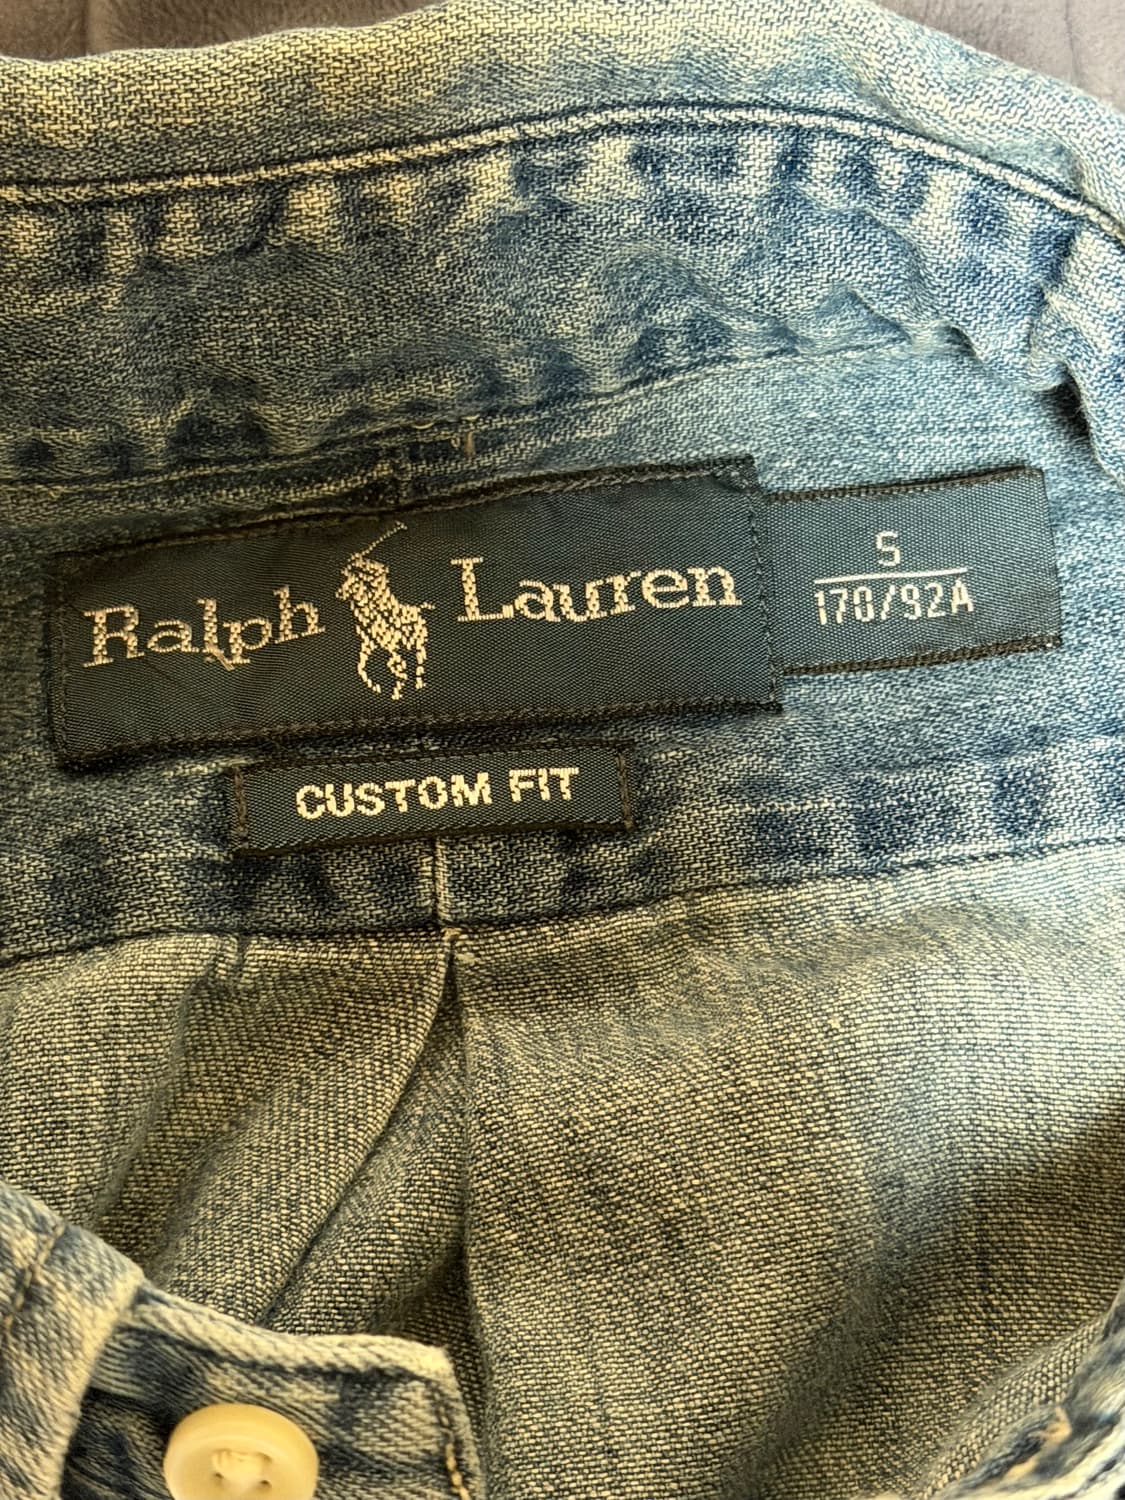 Ralph Lauren
S
170/92A
CUSTOM FIT